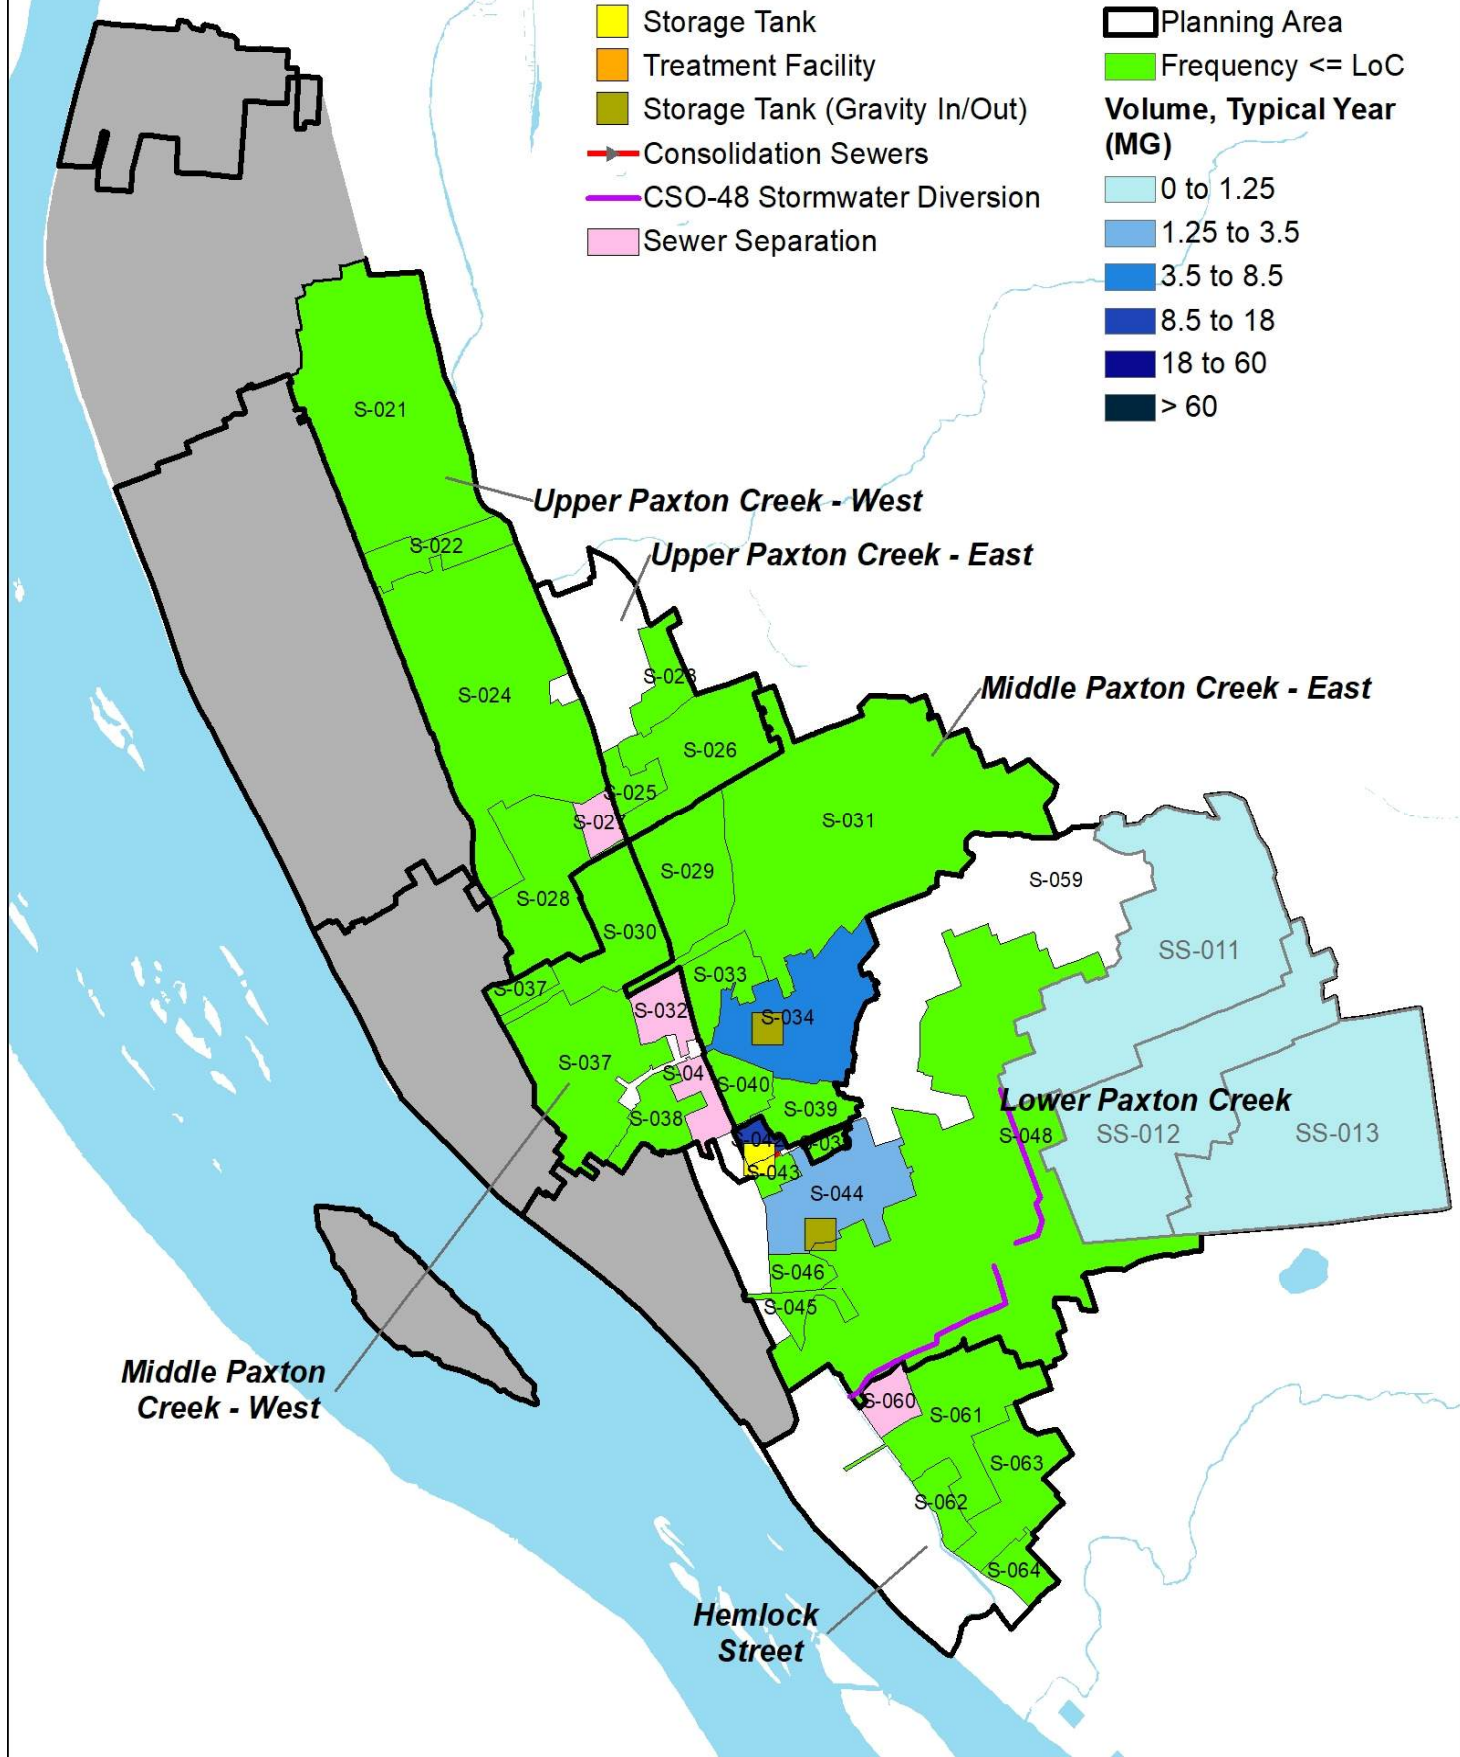 Storage Tank
Treatment Facility
Storage Tank (Gravity In/Out)
Consolidation Sewers
CSO-48 Stormwater Diversion
Sewer Separation
Planning Area
Frequency <= LoC
Volume, Typical Year
(MG)
0 to 1.25
1.25 to 3.5
3.5 to 8.5
8.5 to 18
18 to 60
> 60
S-021
Upper Paxton Creek - West
S-022
Upper Paxton Creek - East
S-023
Middle Paxton Creek - East
S-024
S-026
S-025
S-027
S-031
S-029
S-059
S-028
S-030
SS-011
S-033
S-037
S-032
S-034
S-037
S-04
S-040
Lower Paxton Creek
S-039
S-038
S-048
SS-012
SS-013
S-042
S-03
S-043
S-044
S-046
S-045
Middle Paxton
Creek - West
S-060
S-061
S-063
S-062
S-064
Hemlock
Street